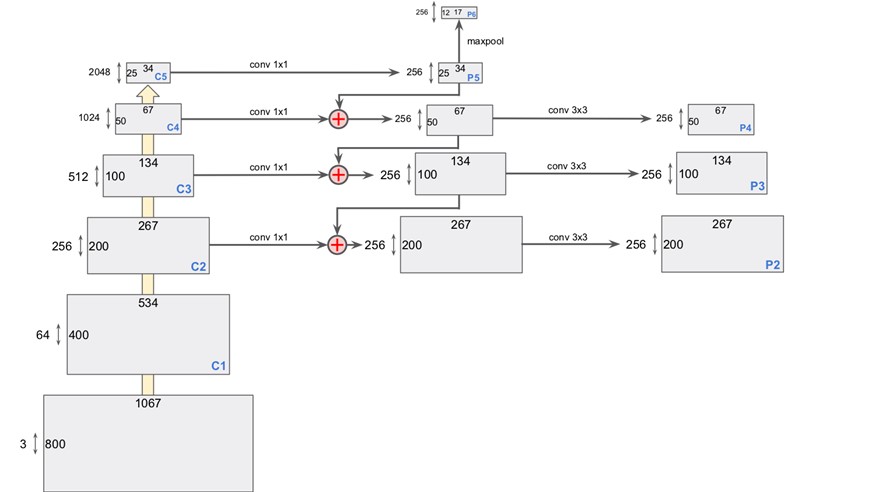 256 12 17 P6
maxpool
2048 25 34 C5 conv 1x1 256 25 34 P5
1024 50 67 C4 conv 1x1 + 256 50 67 conv 3x3 256 50 67 P4
512 100 134 C3 conv 1x1 + 256 100 134 conv 3x3 256 100 134 P3
256 200 267 C2 conv 1x1 + 256 200 267 conv 3x3 256 200 267 P2
64 400 534 C1
3 800 1067